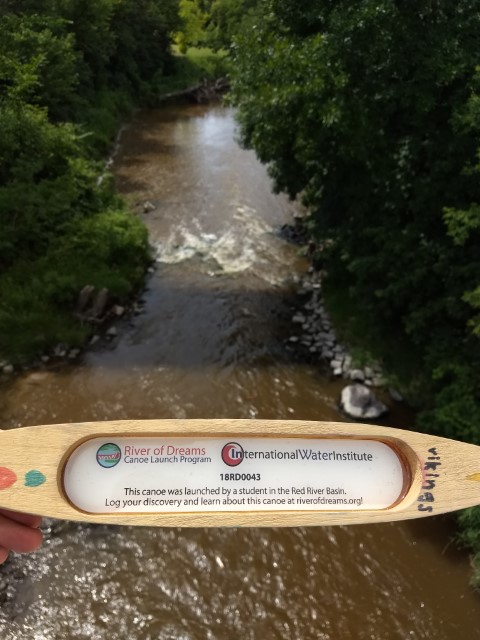 River of Dreams
Canoe Launch Program
InternationalWaterInstitute
18RD0043
This canoe was launched by a student in the Red River Basin.
Log your discovery and learn about this canoe at riverofdreams.org!
vikings